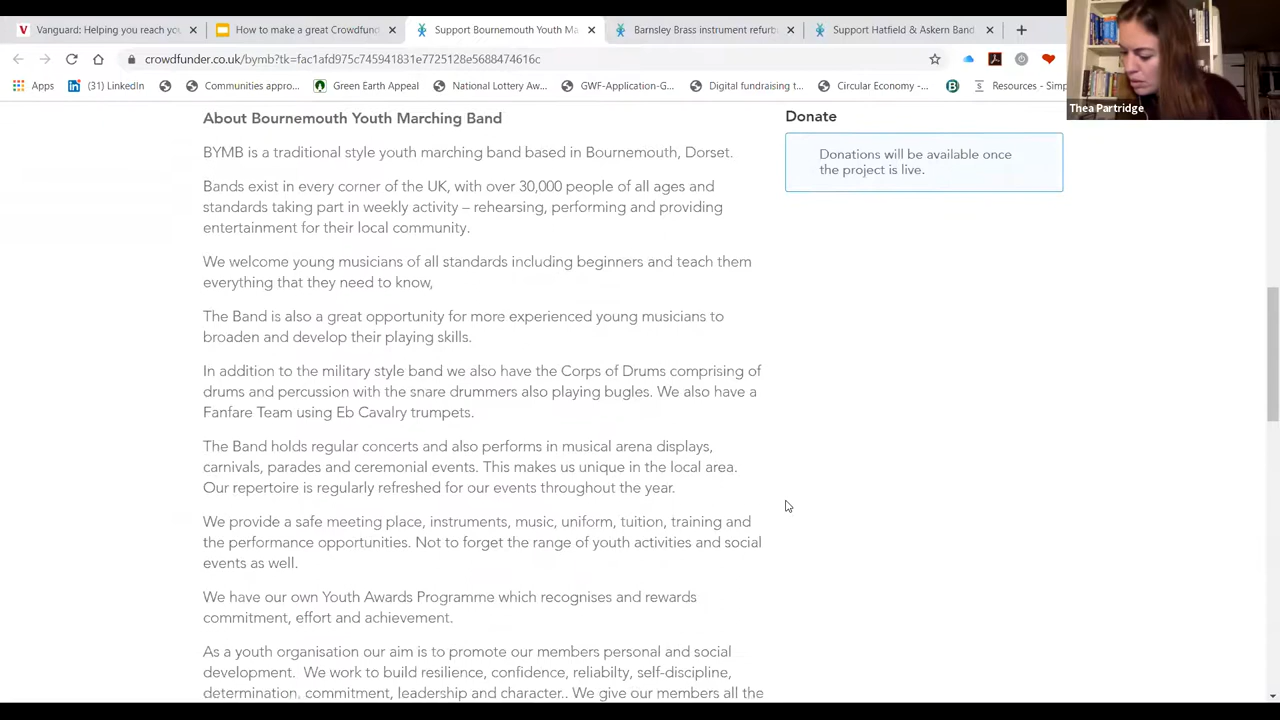 Vanguard: Helping you reach you
How to make a great Crowdfun
Support Bournemouth Youth Ma
Barnsley Brass instrument refurb
Support Hatfield & Askern Band
crowdfunder.co.uk/bymb?tk=bc1afd975c745941831e7725128e5688474616c
Apps
(31) LinkedIn
Communities appro...
Green Earth Appeal
National Lottery Aw...
GWF-Application-G...
Digital fundraising t...
Circular Economy -...
Resources - Simp
Thea Partridge
About Bournemouth Youth Marching Band
BYMB is a traditional style youth marching band based in Bournemouth, Dorset.
Bands exist in every corner of the UK, with over 30,000 people of all ages and
standards taking part in weekly activity – rehearsing, performing and providing
entertainment for their local community.
We welcome young musicians of all standards including beginners and teach them
everything that they need to know,
The Band is also a great opportunity for more experienced young musicians to
broaden and develop their playing skills.
In addition to the military style band we also have the Corps of Drums comprising of
drums and percussion with the snare drummers also playing bugles. We also have a
Fanfare Team using Eb Cavalry trumpets.
The Band holds regular concerts and also performs in musical arena displays,
carnivals, parades and ceremonial events. This makes us unique in the local area.
Our repertoire is regularly refreshed for our events throughout the year.
We provide a safe meeting place, instruments, music, uniform, tuition, training and
the performance opportunities. Not to forget the range of youth activities and social
events as well.
We have our own Youth Awards Programme which recognises and rewards
commitment, effort and achievement.
As a youth organisation our aim is to promote our members personal and social
development. We work to build resilience, confidence, reliabilty, self-discipline,
determination, commitment, leadership and character.. We give our members all the
Donate
Donations will be available once
the project is live.